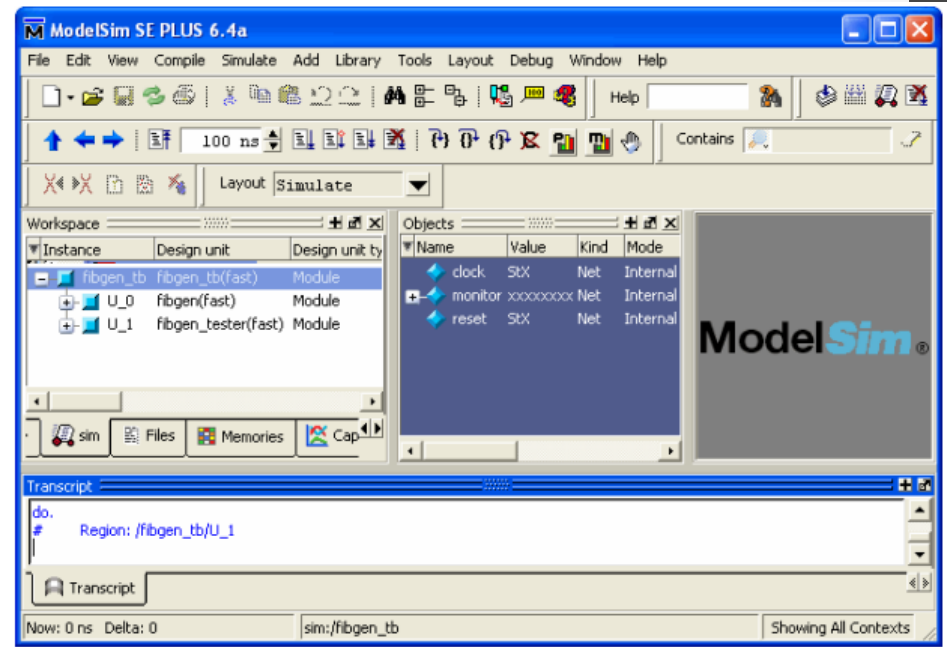 ModelSim SE PLUS 6.4a
File Edit View Compile Simulate Add Library Tools Layout Debug Window Help
Help
100 ns Contains
Layout Simulate
Workspace
Instance Design unit Design unit ty
fibgen_tb fibgen_tb(fast) Module
U_0 fibgen(fast) Module
U_1 fibgen_tester(fast) Module
sim Files Memories Cap
Objects
Name Value Kind Mode
clock StX Net Internal
monitor xxxxxxxx Net Internal
reset StX Net Internal
ModelSim ®
Transcript
do.
# Region: /fibgen_tb/U_1
Transcript
Now: 0 ns Delta: 0 sim:/fibgen_tb Showing All Contexts